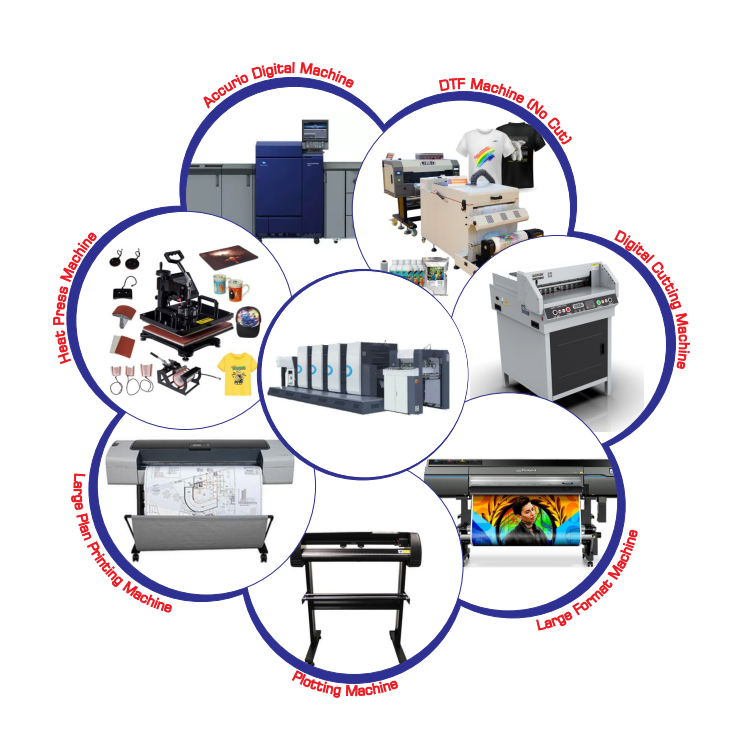 Accurio Digital Machine
DTF Machine (No Cut)
Heat Press Machine
Digital Cutting Machine
Large Plan Printing Machine
Large Format Machine
Plotting Machine